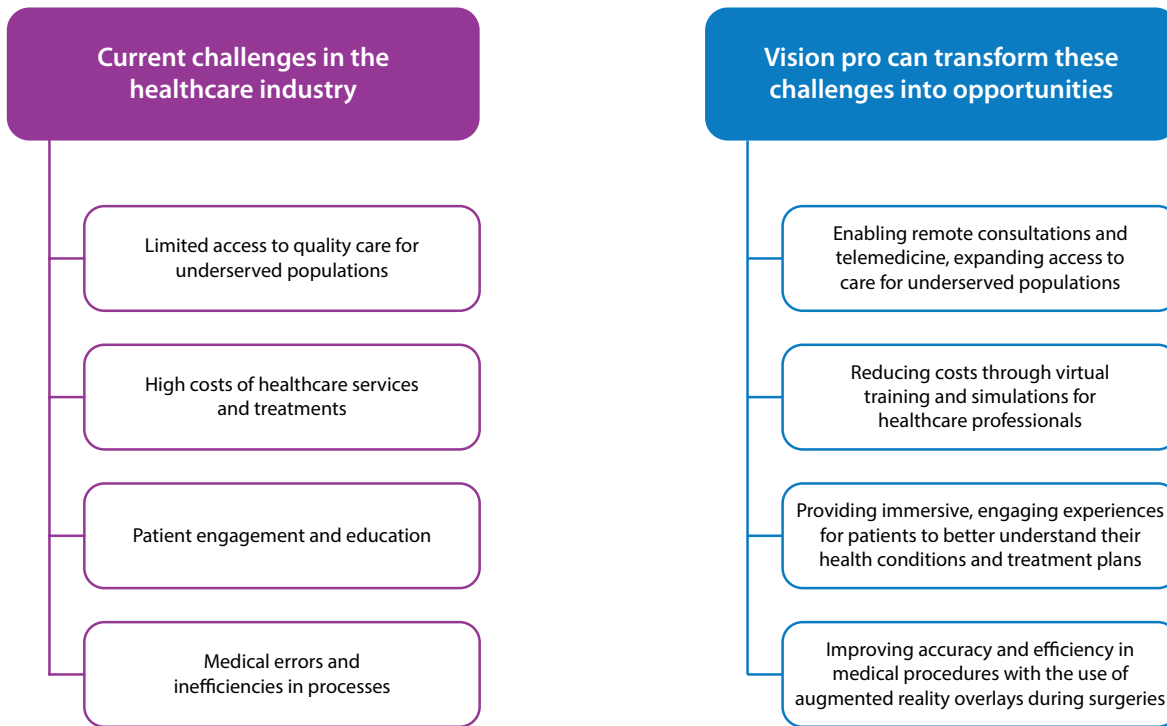 Current challenges in the
healthcare industry
Limited access to quality care for
underserved populations
High costs of healthcare services
and treatments
Patient engagement and education
Medical errors and
inefficiencies in processes
Vision pro can transform these
challenges into opportunities
Enabling remote consultations and
telemedicine, expanding access to
care for underserved populations
Reducing costs through virtual
training and simulations for
healthcare professionals
Providing immersive, engaging experiences
for patients to better understand their
health conditions and treatment plans
Improving accuracy and efficiency in
medical procedures with the use of
augmented reality overlays during surgeries